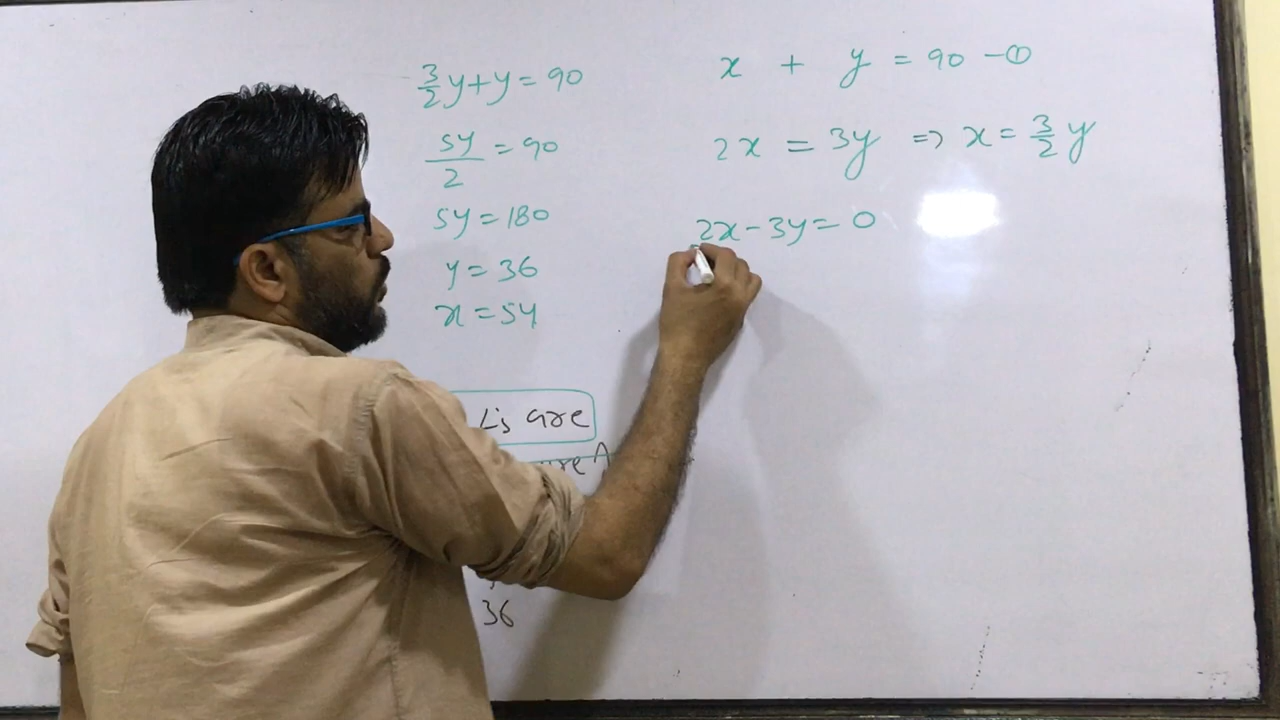 3/2 y + y = 90
5y/2 = 90
5y = 180
y = 36
x = 54
∠'s are
36
x + y = 90 - ①
2x = 3y => x = 3/2 y
2x - 3y = 0